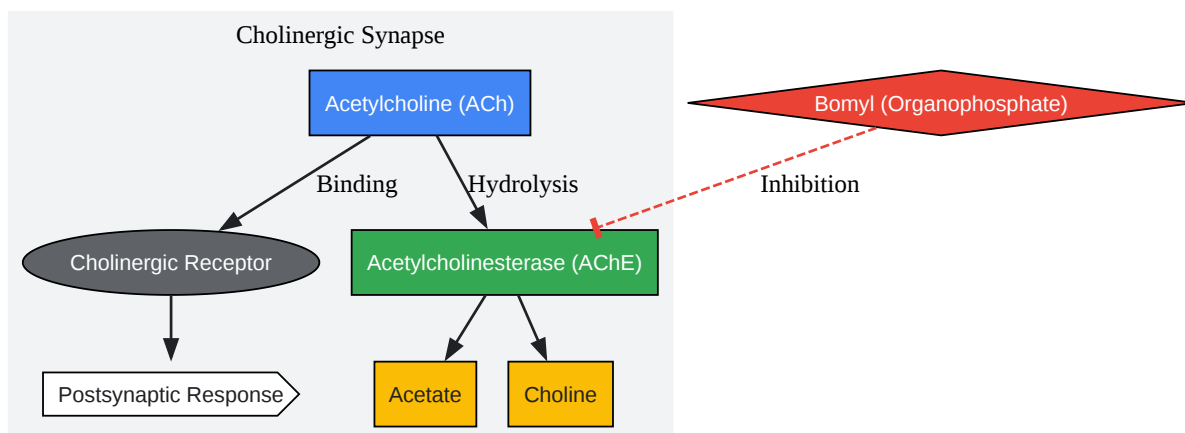 Cholinergic Synapse
Acetylcholine (ACh)
Bomyl (Organophosphate)
Binding
Hydrolysis
Inhibition
Cholinergic Receptor
Acetylcholinesterase (AChE)
Postsynaptic Response
Acetate
Choline